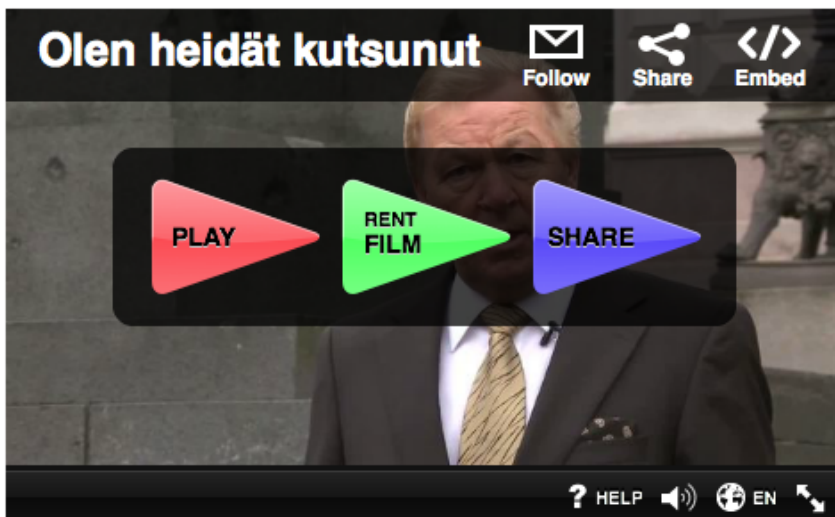 Olen heidät kutsunut
Follow
Share
Embed
PLAY
RENT
FILM
SHARE
? HELP
EN